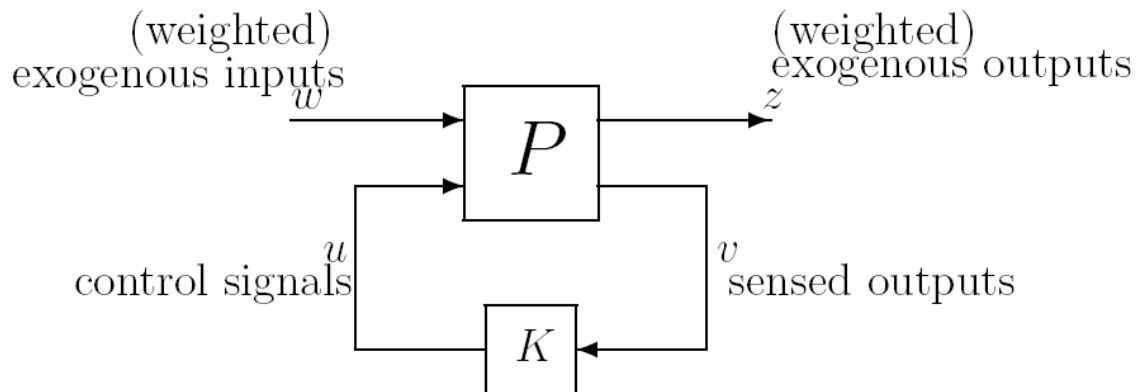 (weighted)
exogenous inputs
w
(weighted)
exogenous outputs
z
P
u
control signals
v
sensed outputs
K